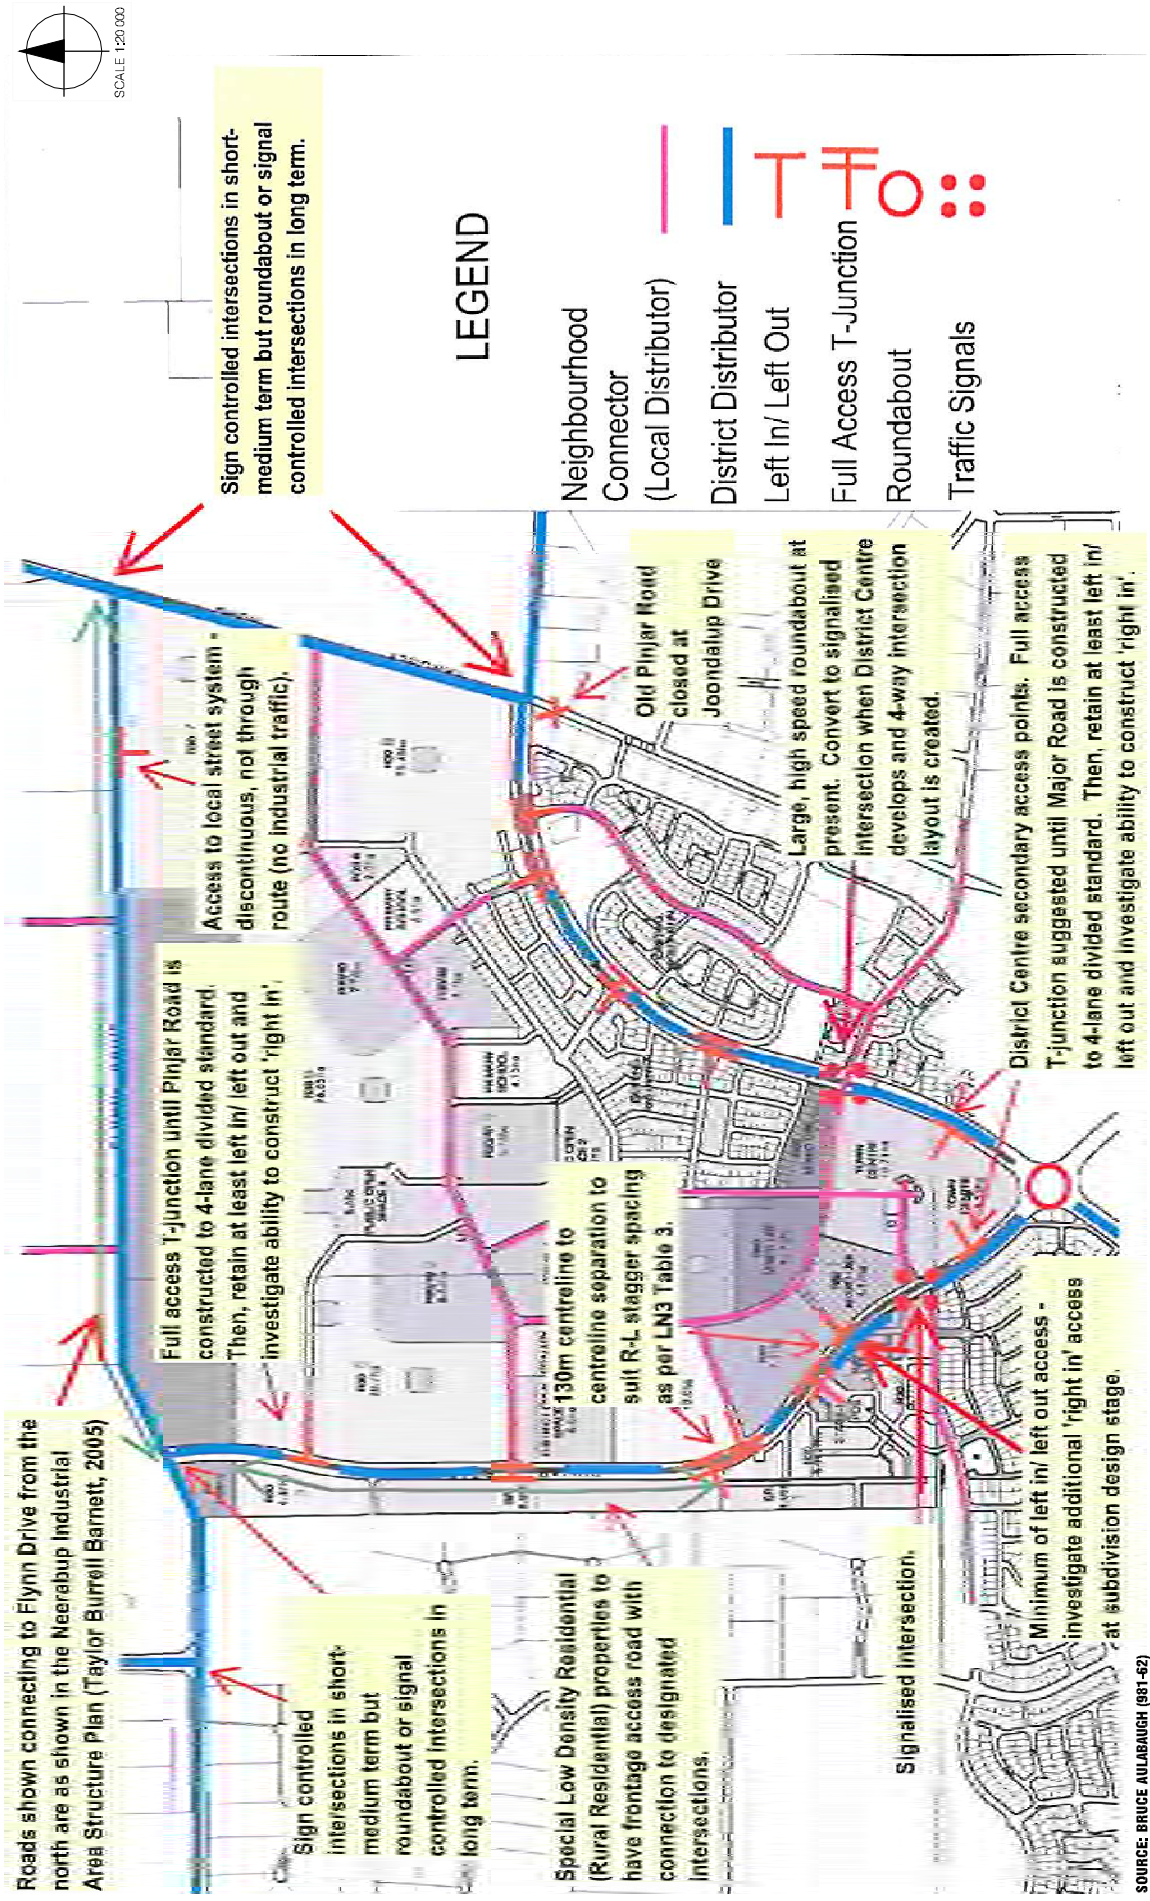 SCALE 1:20 000
Roads shown connecting to Flynn Drive from the
north are as shown in the Neerabup Industrial
Area Structure Plan (Taylor Burrell Barnett, 2005)
Sign controlled intersections in short-
medium term but roundabout or signal
controlled intersections in long term.
Access to local street system -
discontinuous, not through
route (no industrial traffic).
Full access T-junction until Pinjar Road is
constructed to 4-lane divided standard.
Then, retain at least left in/ left out and
investigate ability to construct 'right in'.
Sign controlled
intersections in short-
medium term but
roundabout or signal
controlled intersections in
long term.
LEGEND
Neighbourhood
Connector
(Local Distributor)
District Distributor
Left In/ Left Out
Full Access T-Junction
Roundabout
Traffic Signals
Old Pinjar Road
closed at
Joondalup Drive
130m centreline to
centreline separation to
suit R-L stagger spacing
as per LN3 Table 3.
Special Low Density Residential
(Rural Residential) properties to
have frontage access road with
connection to designated
intersections.
Large, high speed roundabout at
present. Convert to signalised
intersection when District Centre
develops and 4-way intersection
layout is created.
Signalised intersection.
District Centre secondary access points. Full access
T-junction suggested until Major Road is constructed
to 4-lane divided standard. Then, retain at least left in/
left out and investigate ability to construct 'right in'.
Minimum of left in/ left out access -
investigate additional 'right in' access
at subdivision design stage.
SOURCE: BRUCE AULABAUGH (981-62)